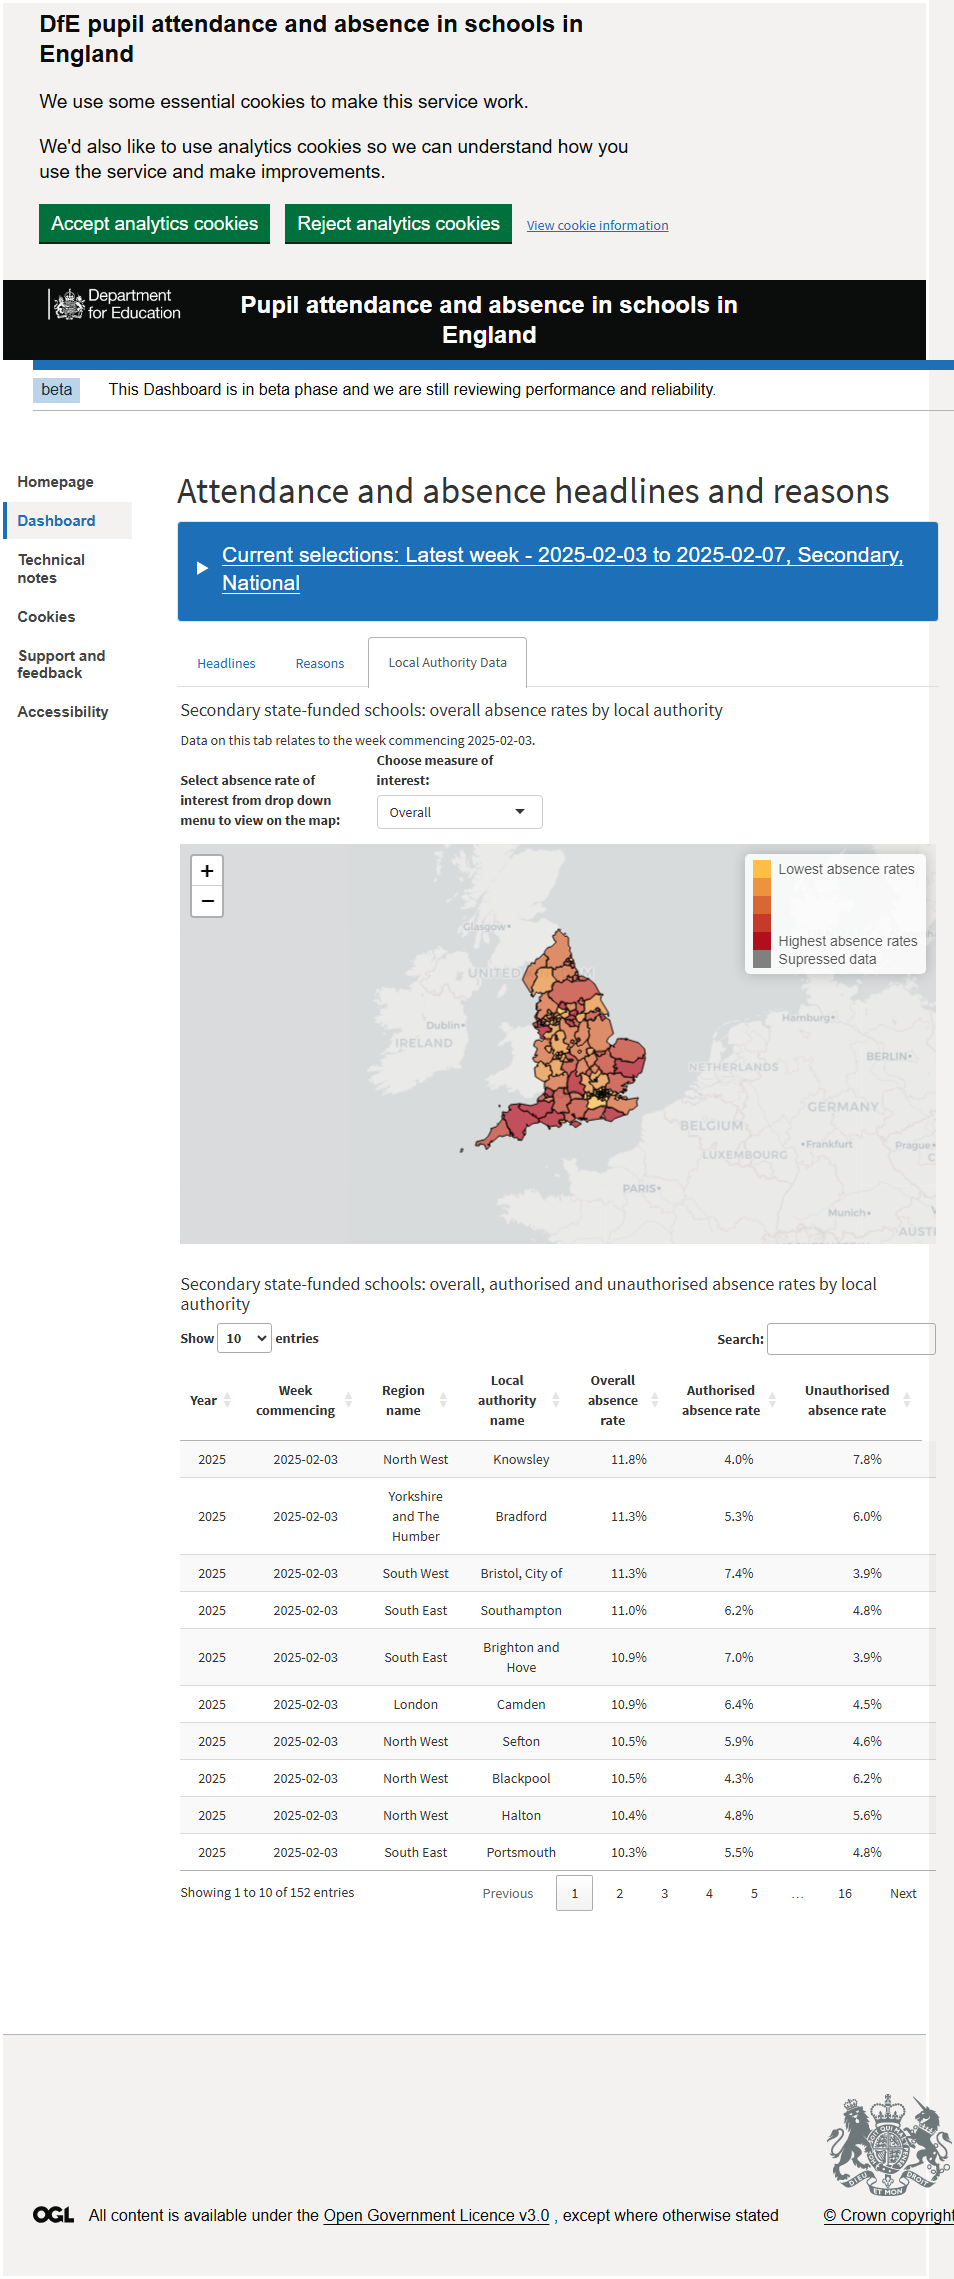 DfE pupil attendance and absence in schools in
England
We use some essential cookies to make this service work.
We'd also like to use analytics cookies so we can understand how you
use the service and make improvements.
Accept analytics cookies
Reject analytics cookies
View cookie information
Department
for Education
Pupil attendance and absence in schools in
England
beta
This Dashboard is in beta phase and we are still reviewing performance and reliability.
Homepage
Dashboard
Technical
notes
Cookies
Support and
feedback
Accessibility
Attendance and absence headlines and reasons
Current selections: Latest week - 2025-02-03 to 2025-02-07, Secondary,
National
Headlines
Reasons
Local Authority Data
Secondary state-funded schools: overall absence rates by local authority
Data on this tab relates to the week commencing 2025-02-03.
Select absence rate of
interest from drop down
menu to view on the map:
Choose measure of
interest:
Overall
+
−
Lowest absence rates
Highest absence rates
Supressed data
Glasgow
UNITED
Dublin
IRELAND
Hamburg
NETHERLANDS
BERLIN
GERMANY
BELGIUM
Frankfurt
LUXEMBOURG
Prague
PARIS
Munich
AUST
Secondary state-funded schools: overall, authorised and unauthorised absence rates by local
authority
Show 10 entries
Search:
Year
Week
commencing
Region
name
Local
authority
name
Overall
absence
rate
Authorised
absence rate
Unauthorised
absence rate
2025 2025-02-03 North West Knowsley 11.8% 4.0% 7.8%
2025 2025-02-03 Yorkshire
and The
Humber Bradford 11.3% 5.3% 6.0%
2025 2025-02-03 South West Bristol, City of 11.3% 7.4% 3.9%
2025 2025-02-03 South East Southampton 11.0% 6.2% 4.8%
2025 2025-02-03 South East Brighton and
Hove 10.9% 7.0% 3.9%
2025 2025-02-03 London Camden 10.9% 6.4% 4.5%
2025 2025-02-03 North West Sefton 10.5% 5.9% 4.6%
2025 2025-02-03 North West Blackpool 10.5% 4.3% 6.2%
2025 2025-02-03 North West Halton 10.4% 4.8% 5.6%
2025 2025-02-03 South East Portsmouth 10.3% 5.5% 4.8%
Showing 1 to 10 of 152 entries
Previous 1 2 3 4 5 … 16 Next
OGL
All content is available under the Open Government Licence v3.0 , except where otherwise stated
© Crown copyright